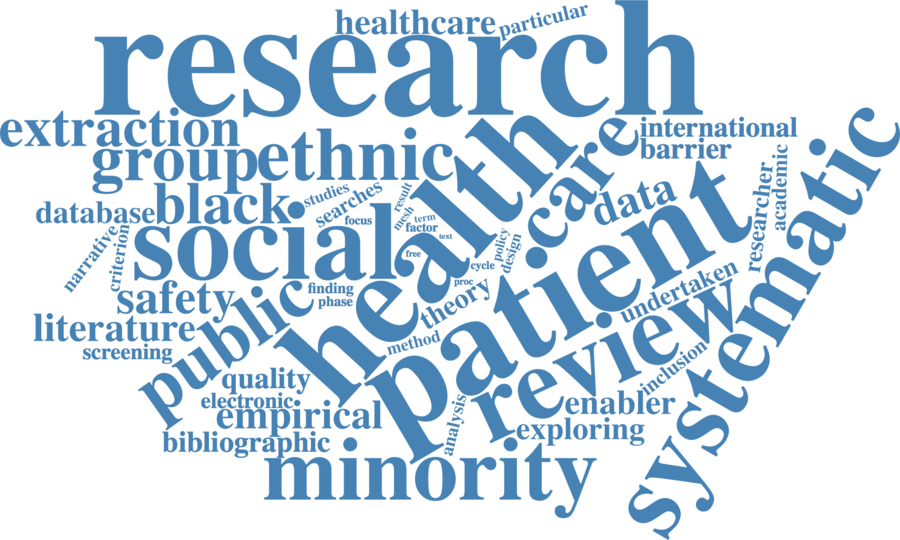 healthcare
particular
research
extraction
international
barrier
group
ethnic
health
care
systematic
researcher
academic
database
black
studies
searches
result
mesh
term
focus
factor
text
data
patient
narrative
criterion
social
free
policy
design
cycle
proc
safety
public
finding
phase
theory
undertaken
literature
screening
method
review
inclusion
quality
electronic
empirical
analysis
enabler
exploring
bibliographic
minority